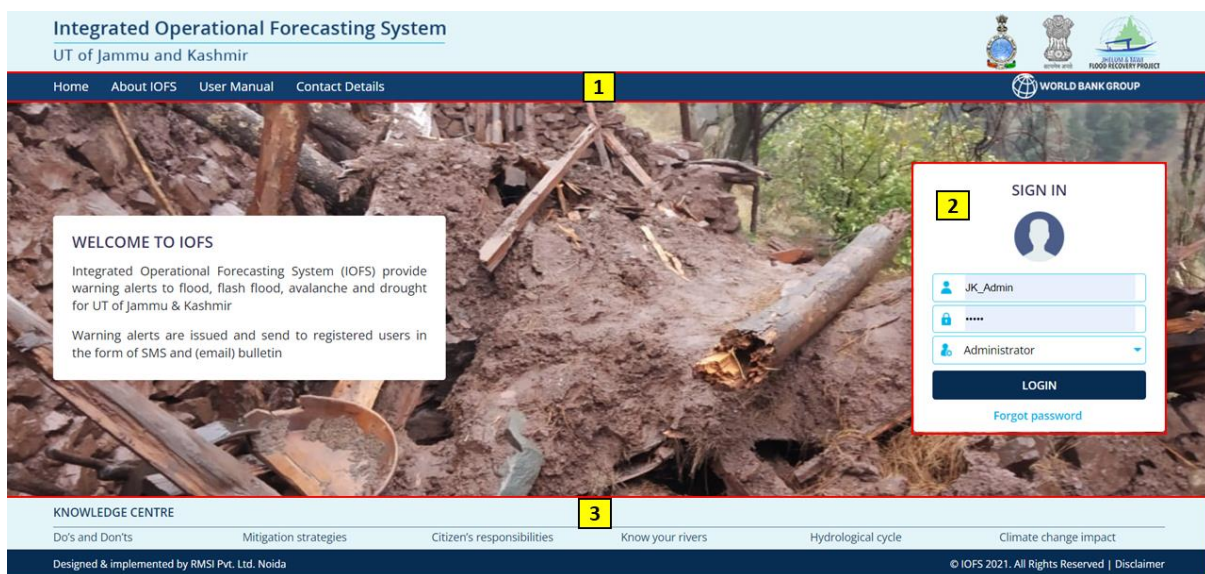 Integrated Operational Forecasting System
UT of Jammu and Kashmir
JHELUM & TAWI
FLOOD RECOVERY PROJECT
Home About IOFS User Manual Contact Details
1
WORLD BANK GROUP
WELCOME TO IOFS
Integrated Operational Forecasting System (IOFS) provide
warning alerts to flood, flash flood, avalanche and drought
for UT of Jammu & Kashmir
Warning alerts are issued and send to registered users in
the form of SMS and (email) bulletin
2
SIGN IN
JK_Admin
•••••
Administrator
LOGIN
Forgot password
3
KNOWLEDGE CENTRE
Do's and Don'ts Mitigation strategies Citizen's responsibilities Know your rivers Hydrological cycle Climate change impact
Designed & implemented by RMSI Pvt. Ltd. Noida © IOFS 2021. All Rights Reserved | Disclaimer